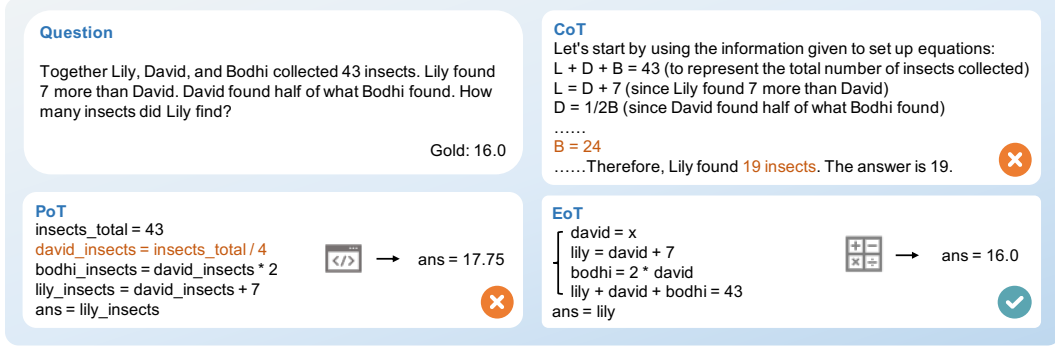 Question
Together Lily, David, and Bodhi collected 43 insects. Lily found
7 more than David. David found half of what Bodhi found. How
many insects did Lily find?
Gold: 16.0
CoT
Let's start by using the information given to set up equations:
L + D + B = 43 (to represent the total number of insects collected)
L = D + 7 (since Lily found 7 more than David)
D = 1/2B (since David found half of what Bodhi found)
......
B = 24
......Therefore, Lily found 19 insects. The answer is 19.
PoT
insects_total = 43
david_insects = insects_total / 4
bodhi_insects = david_insects * 2
lily_insects = david_insects + 7
ans = lily_insects
</>
ans = 17.75
EoT
david = x
lily = david + 7
bodhi = 2 * david
lily + david + bodhi = 43
ans = lily
+ −
× ÷
ans = 16.0